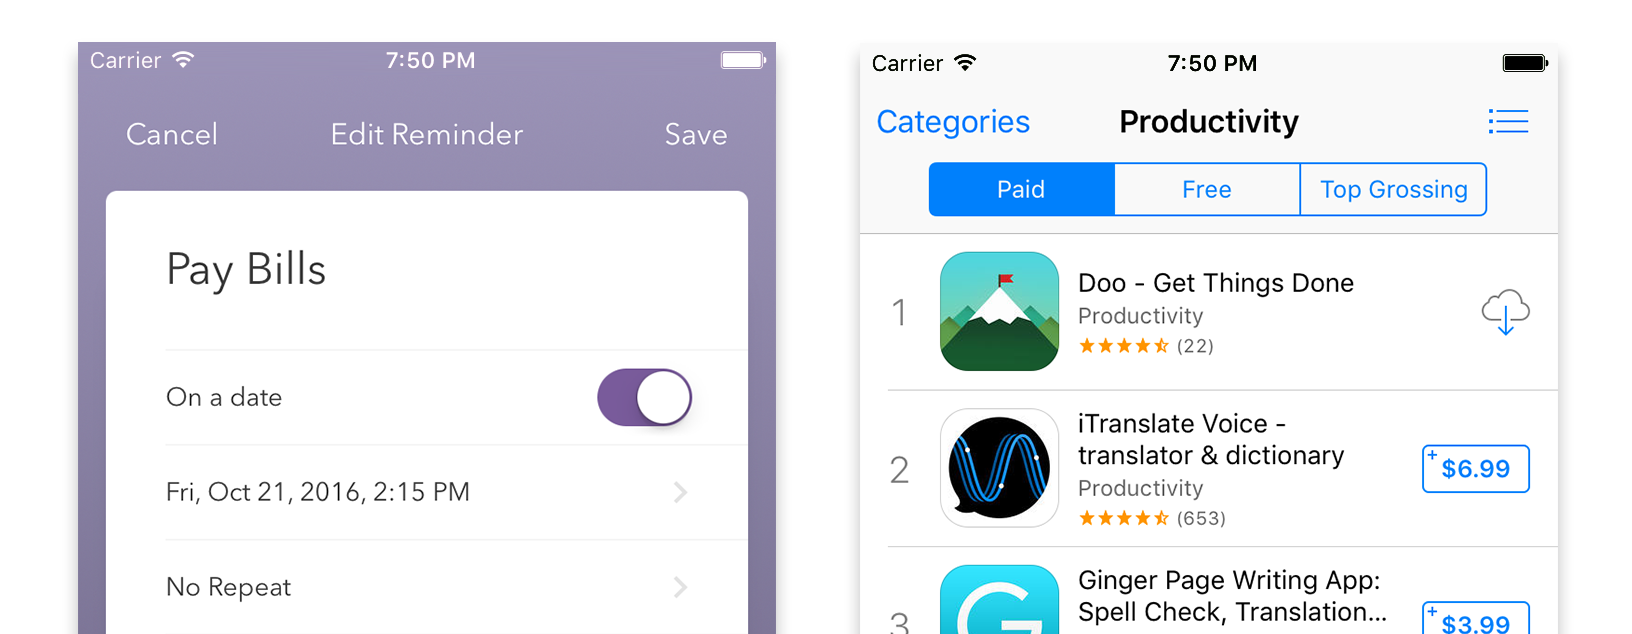 Carrier 7:50 PM
Cancel Edit Reminder Save
Pay Bills
On a date
Fri, Oct 21, 2016, 2:15 PM
No Repeat
Carrier 7:50 PM
Categories Productivity
Paid Free Top Grossing
1
Doo - Get Things Done
Productivity
(22)
2
iTranslate Voice -
translator & dictionary
Productivity
(653)
+ $6.99
3
G
Ginger Page Writing App:
Spell Check, Translation...
+ $3.99